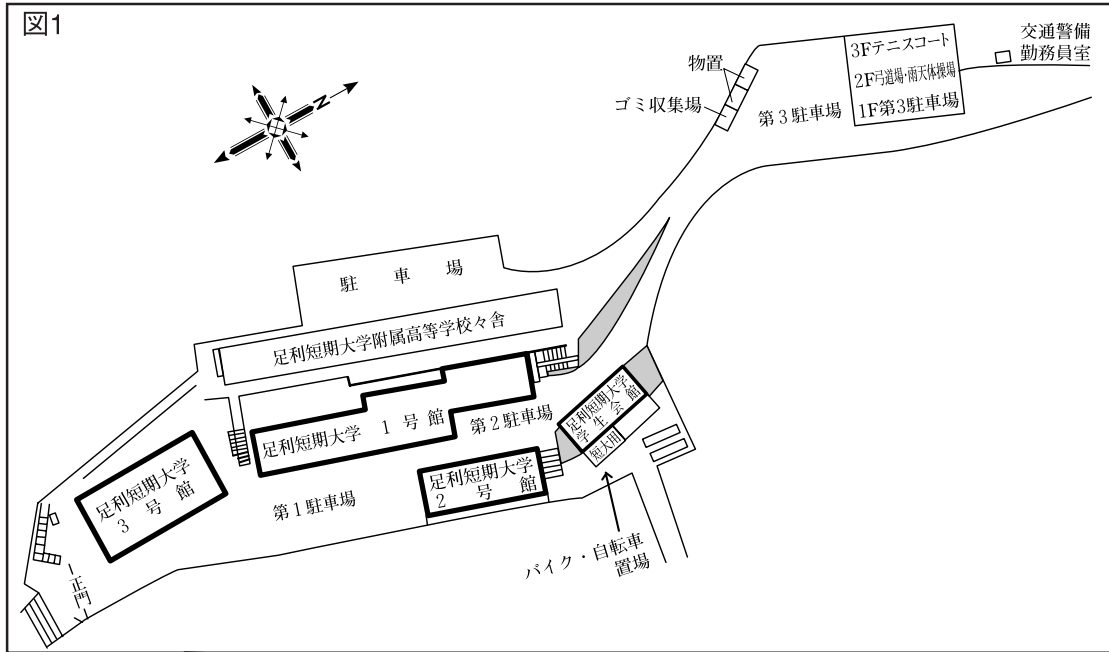 図1
N
物置
ゴミ収集場
第3駐車場
3Fテニスコート
2F弓道場・雨天体操場
1F第3駐車場
交通警備
勤務員室
駐車場
足利短期大学附属高等学校々舎
足利短期大学 1号館
第2駐車場
足利短期大学
学生会館
短大用
足利短期大学
2号館
足利短期大学
3号館
第1駐車場
バイク・自転車
置場
正門